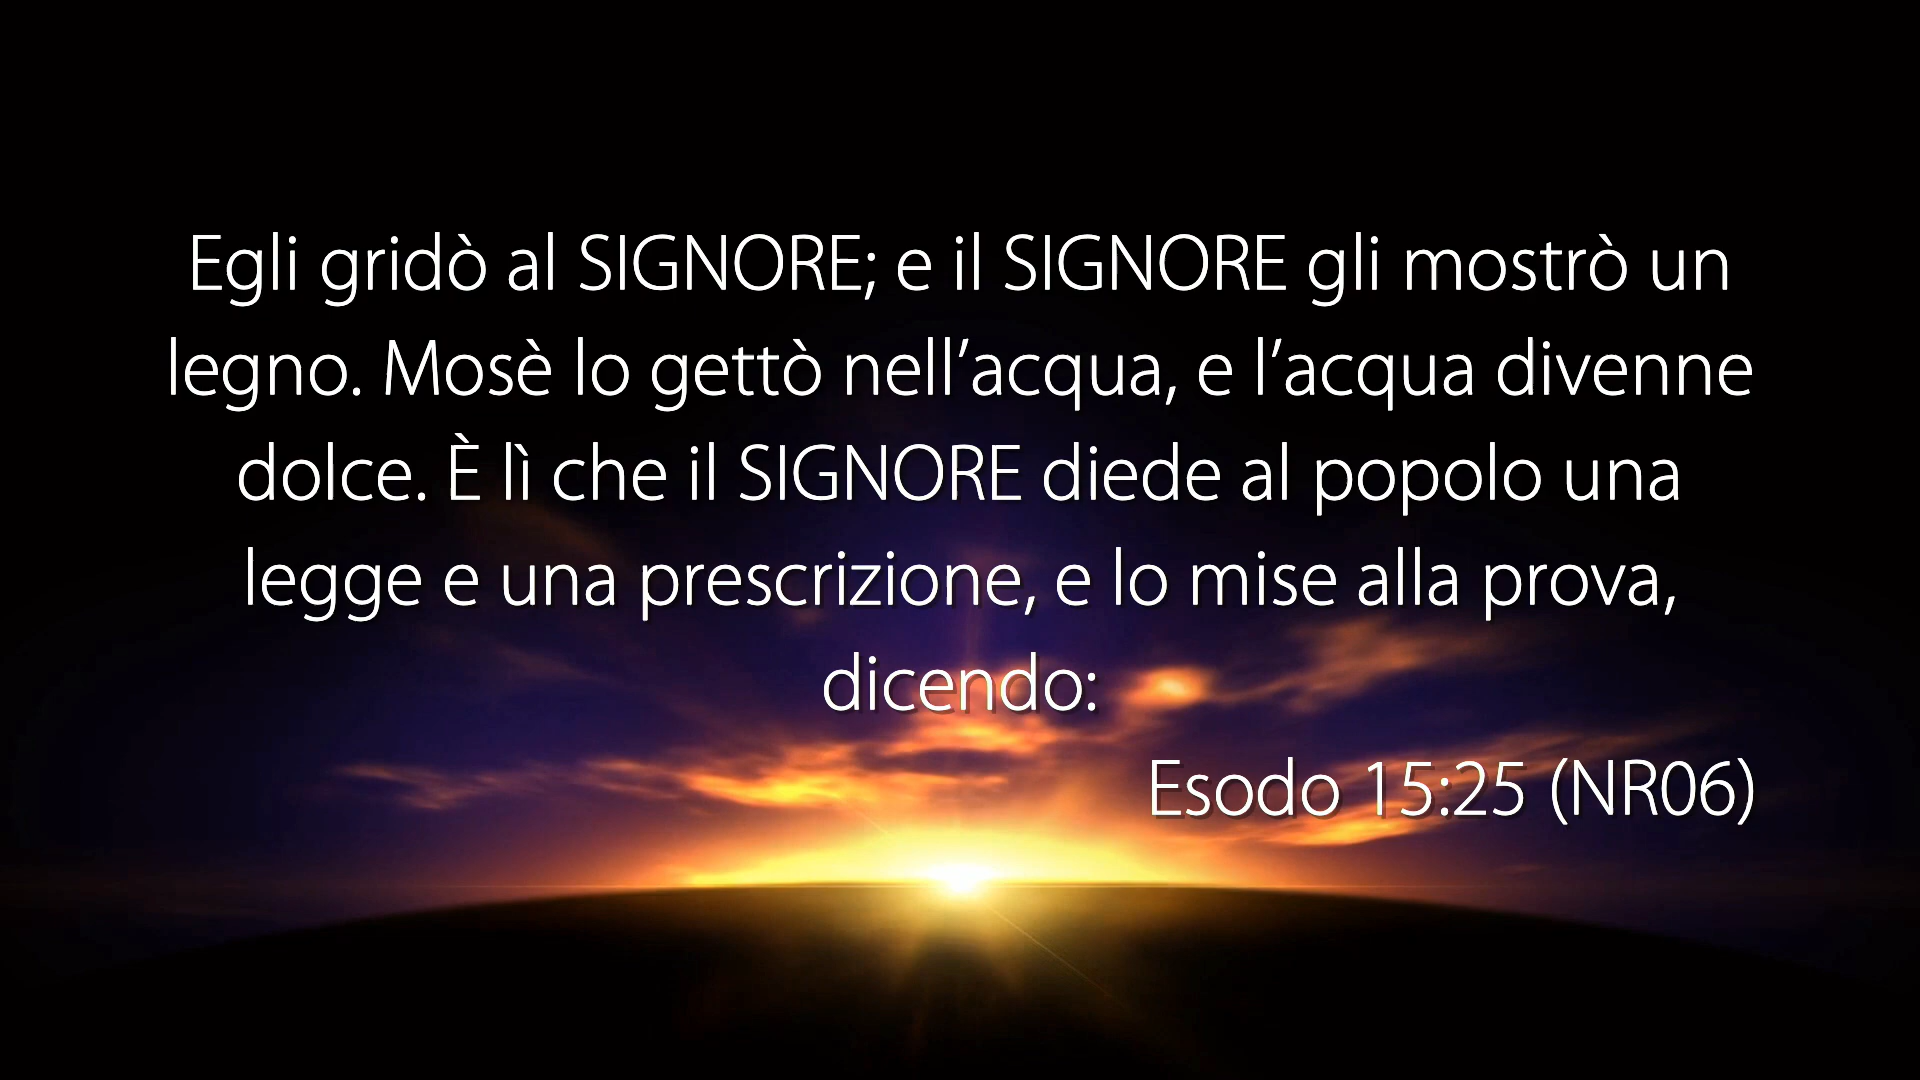 Egli gridò al SIGNORE; e il SIGNORE gli mostrò un
legno. Mosè lo gettò nell’acqua, e l’acqua divenne
dolce. È lì che il SIGNORE diede al popolo una
legge e una prescrizione, e lo mise alla prova,
dicendo:
Esodo 15:25 (NR06)